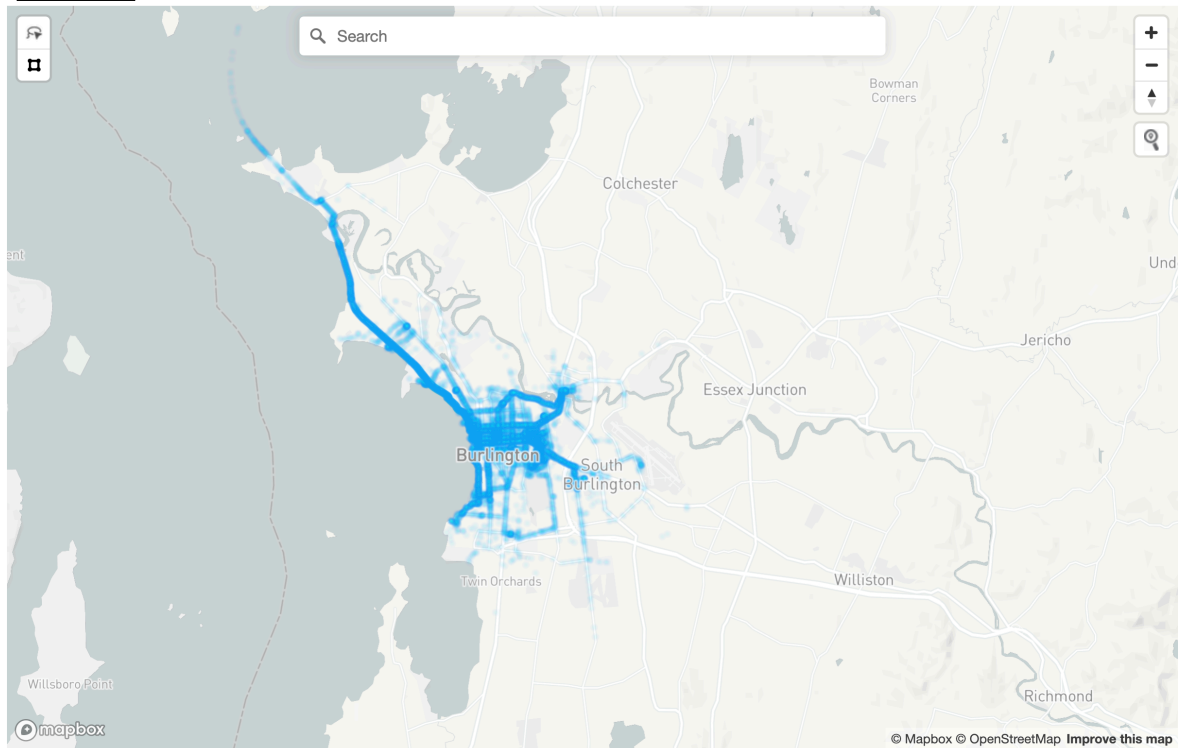 Search
Bowman
Corners
Colchester
ent
Und
Jericho
Essex Junction
Burlington
South
Burlington
Twin Orchards
Williston
Willsboro Point
Richmond
mapbox
© Mapbox © OpenStreetMap Improve this map